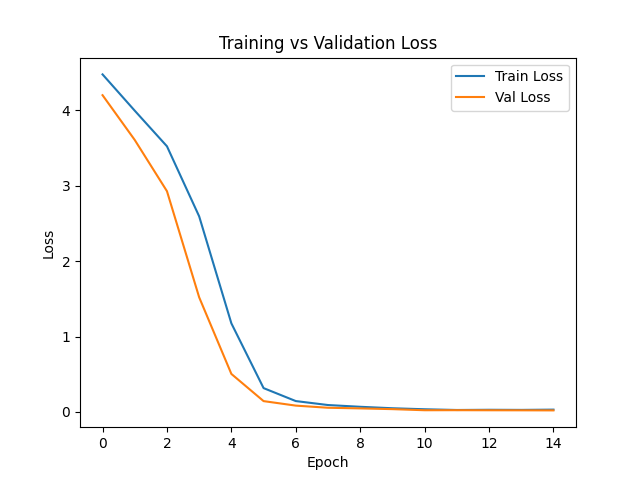 Training vs Validation Loss
Train Loss
Val Loss
4
3
2
1
0
Loss
0 2 4 6 8 10 12 14
Epoch